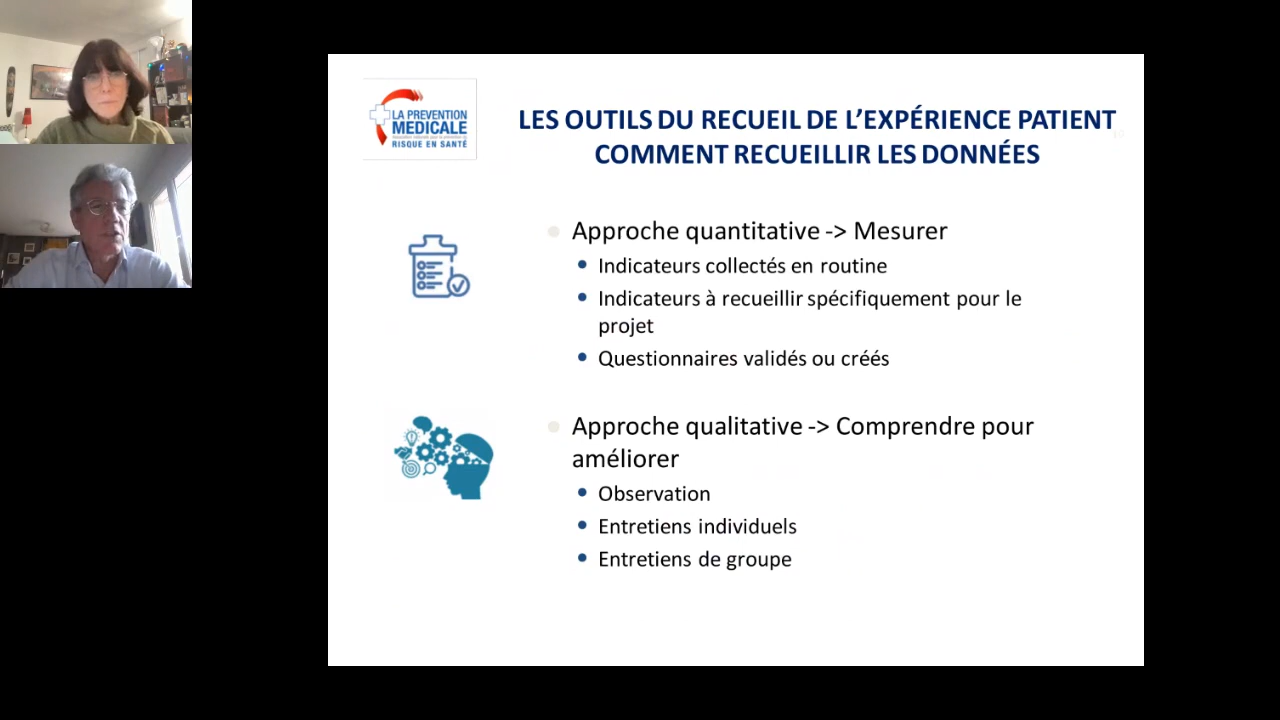 LA PREVENTION
MEDICALE
RISQUE EN SANTÉ
LES OUTILS DU RECUEIL DE L’EXPÉRIENCE PATIENT
COMMENT RECUEILLIR LES DONNÉES
Approche quantitative -> Mesurer
Indicateurs collectés en routine
Indicateurs à recueillir spécifiquement pour le
projet
Questionnaires validés ou créés
Approche qualitative -> Comprendre pour
améliorer
Observation
Entretiens individuels
Entretiens de groupe